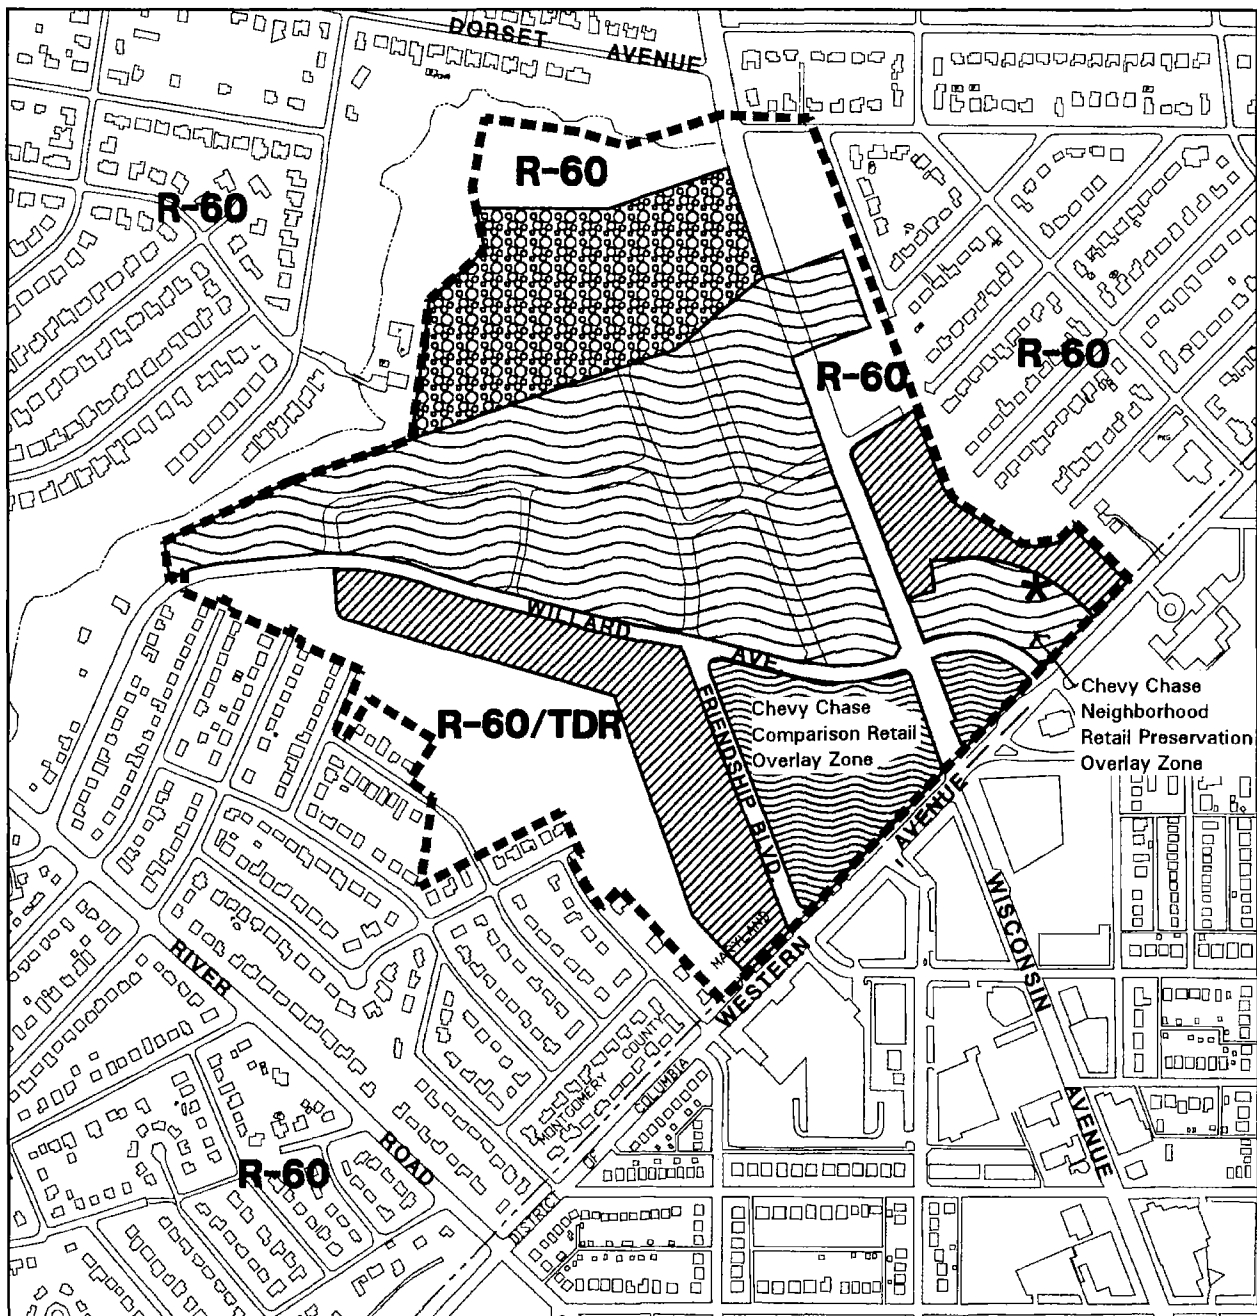 DORSET AVENUE
R-60
R-60
R-60
R-60
WILLARD AVE
R-60/TDR
FRIENDSHIP BLVD
Chevy Chase
Comparison Retail
Overlay Zone
Chevy Chase
Neighborhood
Retail Preservation
Overlay Zone
WESTERN AVENUE
MARYLAND
WISCONSIN AVENUE
RIVER ROAD
MONTGOMERY COUNTY
DISTRICT OF COLUMBIA
R-60